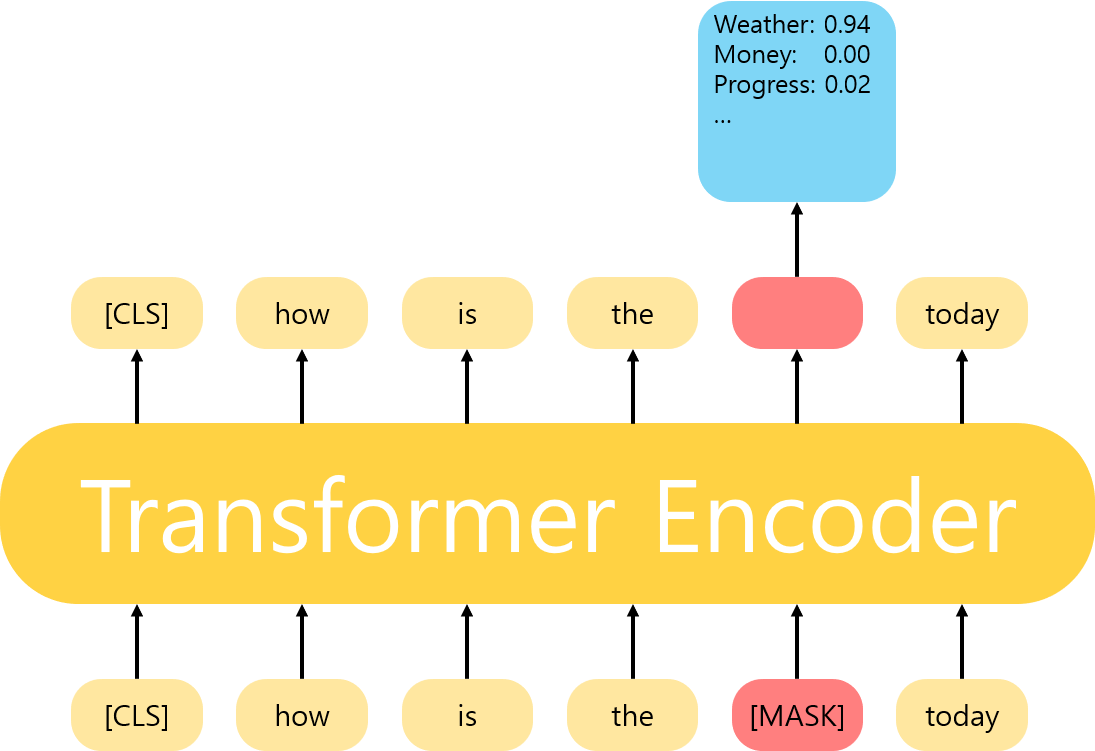 Weather: 0.94
Money: 0.00
Progress: 0.02
...
[CLS] how is the today
Transformer Encoder
[CLS] how is the [MASK] today